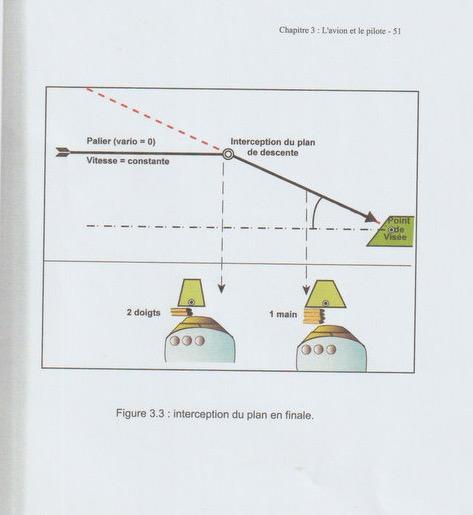 Chapitre 3 : L'avion et le pilote - 51
Palier (vario = 0)
Vitesse = constante
Interception du plan
de descente
Point
de
Visée
2 doigts
1 main
Figure 3.3 : interception du plan en finale.